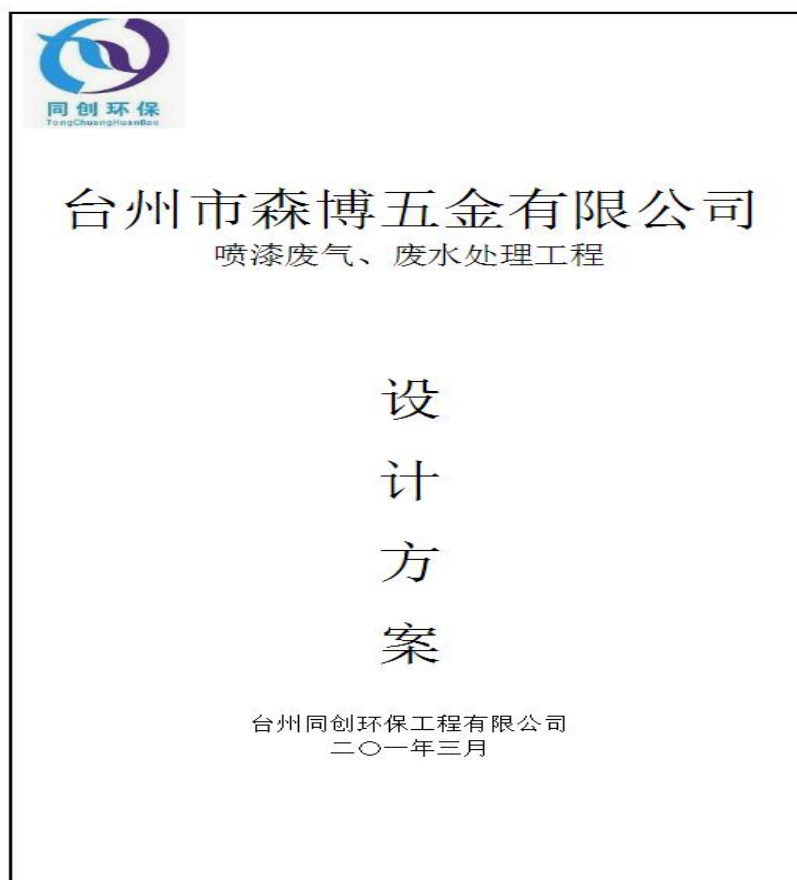 同创环保
TongChuangHuanBao
台州市森博五金有限公司
喷漆废气、废水处理工程
设
计
方
案
台州同创环保工程有限公司
二〇一年三月